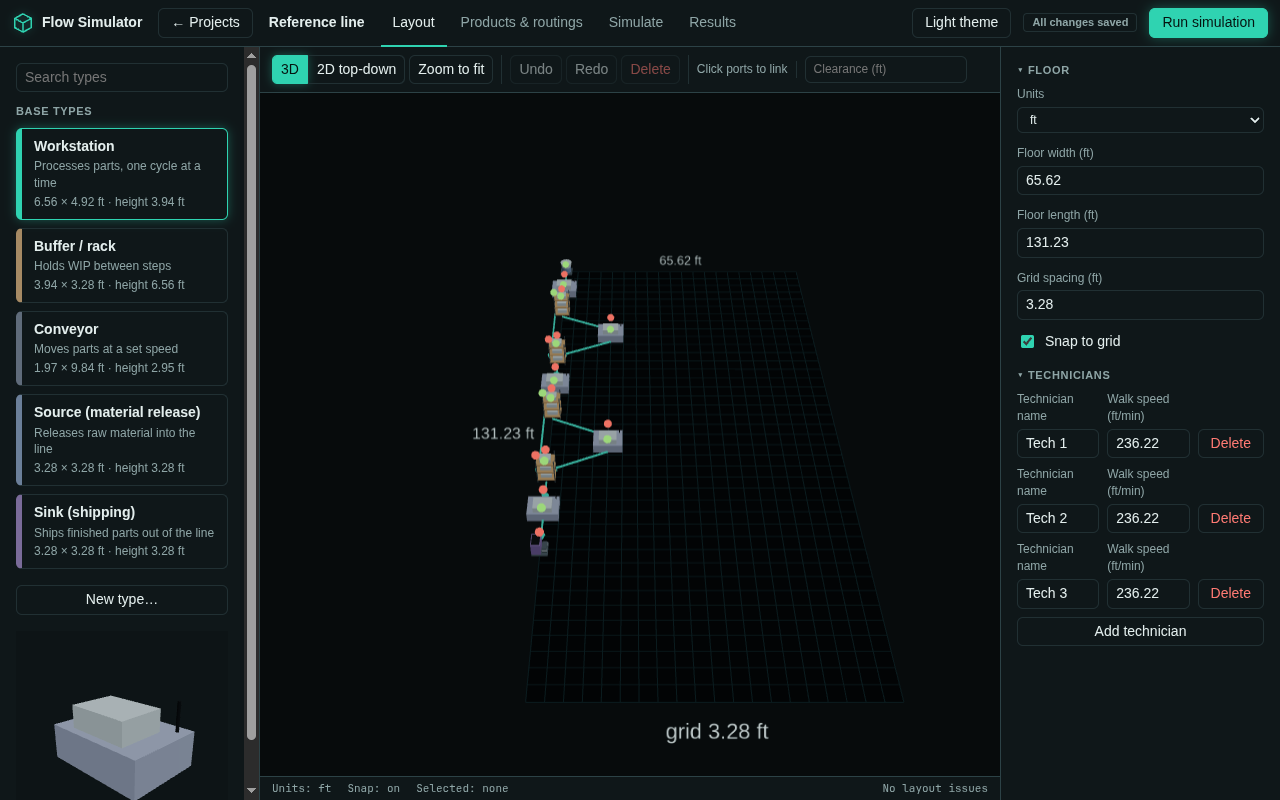 Flow Simulator
← Projects
Reference line
Layout
Products & routings
Simulate
Results
Light theme
All changes saved
Run simulation
Search types
BASE TYPES
Workstation
Processes parts, one cycle at a
time
6.56 × 4.92 ft · height 3.94 ft
Buffer / rack
Holds WIP between steps
3.94 × 3.28 ft · height 6.56 ft
Conveyor
Moves parts at a set speed
1.97 × 9.84 ft · height 2.95 ft
Source (material release)
Releases raw material into the
line
3.28 × 3.28 ft · height 3.28 ft
Sink (shipping)
Ships finished parts out of the line
3.28 × 3.28 ft · height 3.28 ft
New type…
3D
2D top-down
Zoom to fit
Undo
Redo
Delete
Click ports to link
Clearance (ft)
65.62 ft
131.23 ft
grid 3.28 ft
Units: ft
Snap: on
Selected: none
No layout issues
FLOOR
Units
ft
Floor width (ft)
65.62
Floor length (ft)
131.23
Grid spacing (ft)
3.28
Snap to grid
TECHNICIANS
Technician
name
Walk speed
(ft/min)
Tech 1
236.22
Delete
Technician
name
Walk speed
(ft/min)
Tech 2
236.22
Delete
Technician
name
Walk speed
(ft/min)
Tech 3
236.22
Delete
Add technician